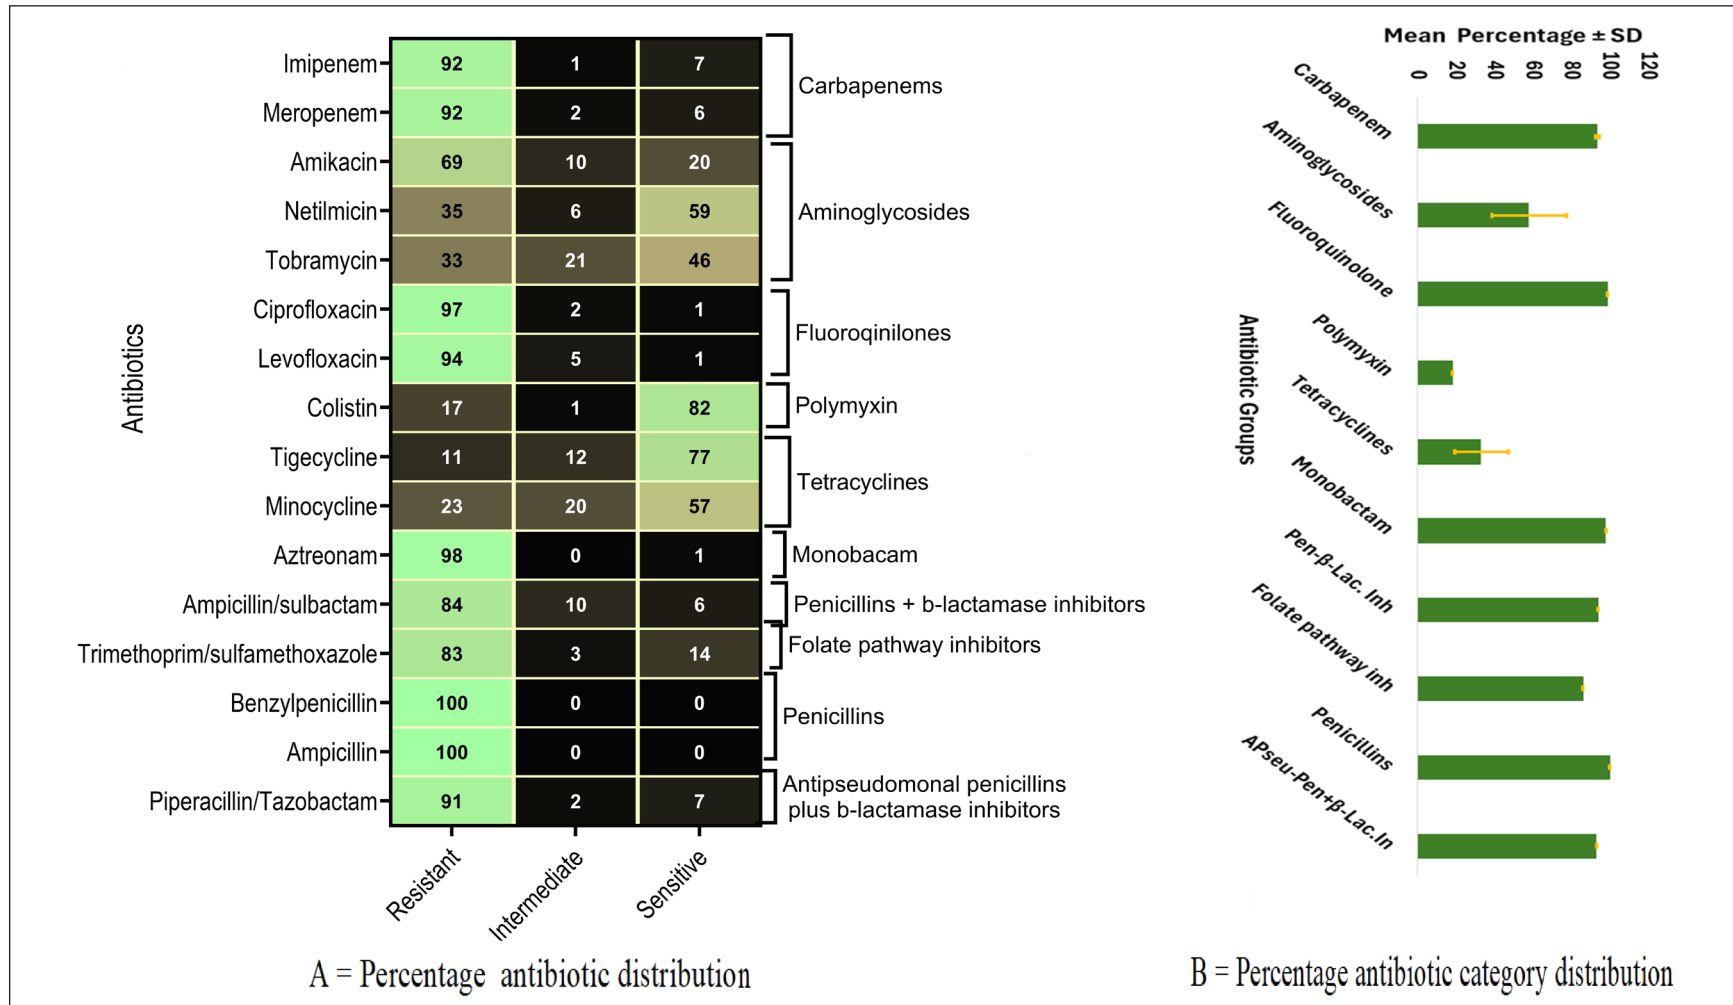 Antibiotics
Imipenem 92 1 7
Meropenem 92 2 6
Carbapenems
Amikacin 69 10 20
Netilmicin 35 6 59
Tobramycin 33 21 46
Aminoglycosides
Ciprofloxacin 97 2 1
Levofloxacin 94 5 1
Fluoroqinilones
Colistin 17 1 82
Polymyxin
Tigecycline 11 12 77
Minocycline 23 20 57
Tetracyclines
Aztreonam 98 0 1
Monobacam
Ampicillin/sulbactam 84 10 6
Penicillins + b-lactamase inhibitors
Trimethoprim/sulfamethoxazole 83 3 14
Folate pathway inhibitors
Benzylpenicillin 100 0 0
Ampicillin 100 0 0
Penicillins
Piperacillin/Tazobactam 91 2 7
Antipseudomonal penicillins
plus b-lactamase inhibitors
Resistant Intermediate Sensitive
A = Percentage antibiotic distribution
Mean Percentage ± SD
0 20 40 60 80 100 120
Antibiotic Groups
Carbapenem
Aminoglycosides
Fluoroquinolone
Polymyxin
Tetracyclines
Monobactam
Pen-β-Lac. Inh
Folate pathway inh
Penicillins
APseu-Pen+β-Lac.In
B = Percentage antibiotic category distribution